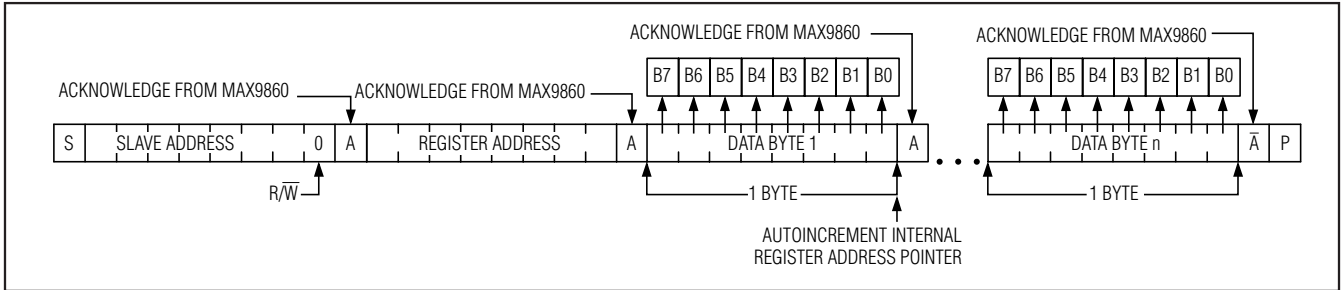 ACKNOWLEDGE FROM MAX9860
ACKNOWLEDGE FROM MAX9860
B7 B6 B5 B4 B3 B2 B1 B0
B7 B6 B5 B4 B3 B2 B1 B0
ACKNOWLEDGE FROM MAX9860
ACKNOWLEDGE FROM MAX9860
S SLAVE ADDRESS 0 A REGISTER ADDRESS A DATA BYTE 1 A DATA BYTE n A̅ P
R/W̅
1 BYTE
1 BYTE
AUTOINCREMENT INTERNAL
REGISTER ADDRESS POINTER